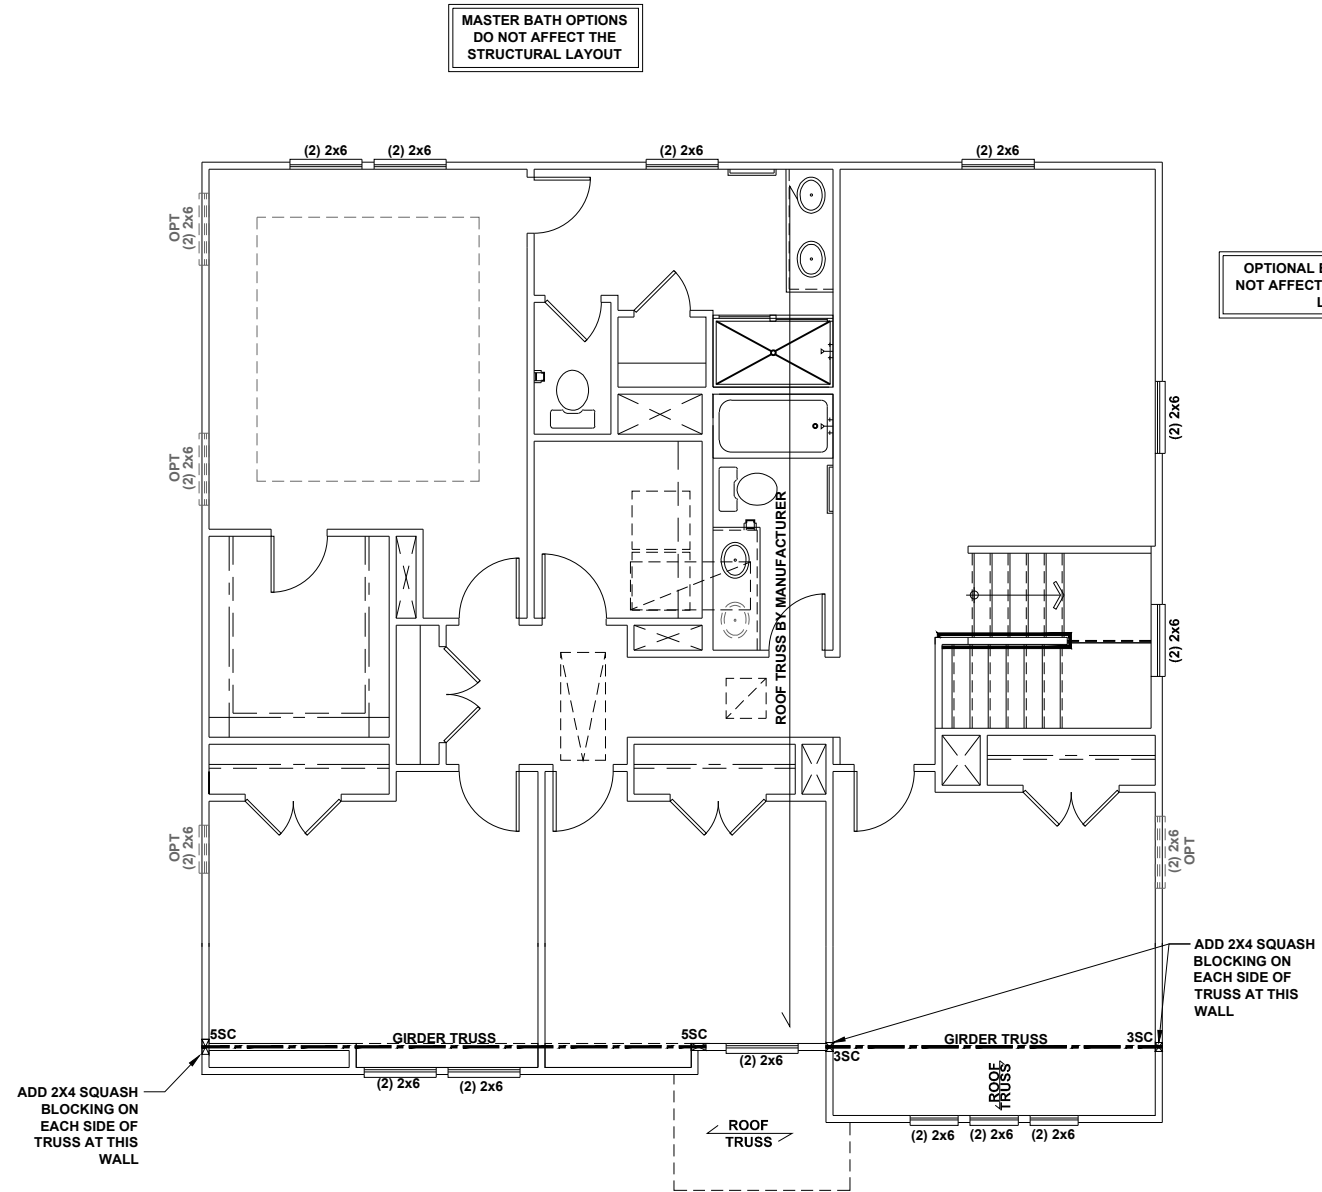 MASTER BATH OPTIONS
DO NOT AFFECT THE
STRUCTURAL LAYOUT
(2) 2x6
(2) 2x6
(2) 2x6
(2) 2x6
OPT
(2) 2x6
OPTIONAL
NOT AFFECT
(2) 2x6
OPT
(2) 2x6
ROOF TRUSS BY MANUFACTURER
(2) 2x6
OPT
(2) 2x6
(2) 2x6
OPT
ADD 2X4 SQUASH
BLOCKING ON
EACH SIDE OF
TRUSS AT THIS
WALL
5SC
GIRDER TRUSS
5SC
(2) 2x6
3SC
GIRDER TRUSS
3SC
ROOF
TRUSS
(2) 2x6
(2) 2x6
ADD 2X4 SQUASH
BLOCKING ON
EACH SIDE OF
TRUSS AT THIS
WALL
ROOF
TRUSS
(2) 2x6
(2) 2x6
(2) 2x6